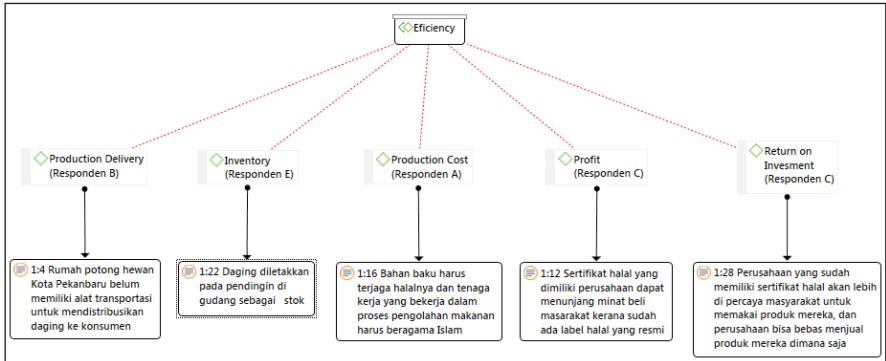 Eficiency
Production Delivery
(Responden B)
Inventory
(Responden E)
Production Cost
(Responden A)
Profit
(Responden C)
Return on
Invesment
(Responden C)
1:4 Rumah potong hewan
Kota Pekanbaru belum
memiliki alat transportasi
untuk mendistribusikan
daging ke konsumen
1:22 Daging diletakkan
pada pendingin di
gudang sebagai stok
1:16 Bahan baku harus
terjaga halalnya dan tenaga
kerja yang bekerja dalam
proses pengolahan makanan
harus beragama Islam
1:12 Sertifikat halal yang
dimiliki perusahaan dapat
menunjang minat beli
masarakat kerana sudah
ada label halal yang resmi
1:28 Perusahaan yang sudah
memiliki sertifikat halal akan lebih
di percaya masyarakat untuk
memakai produk mereka, dan
perusahaan bisa bebas menjual
produk mereka dimana saja